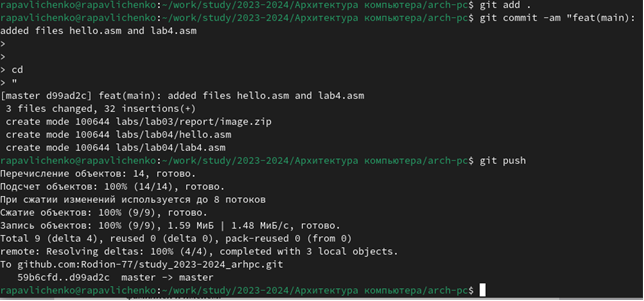 rapavlichenko@rapavlichenko:~/work/study/2023-2024/Архитектура компьютера/arch-pc$ git add .
rapavlichenko@rapavlichenko:~/work/study/2023-2024/Архитектура компьютера/arch-pc$ git commit -am "feat(main):
added files hello.asm and lab4.asm
>
>
> cd
> "
[master d99ad2c] feat(main): added files hello.asm and lab4.asm
3 files changed, 32 insertions(+)
create mode 100644 labs/lab03/report/image.zip
create mode 100644 labs/lab04/hello.asm
create mode 100644 labs/lab04/lab4.asm
rapavlichenko@rapavlichenko:~/work/study/2023-2024/Архитектура компьютера/arch-pc$ git push
Перечисление объектов: 14, готово.
Подсчет объектов: 100% (14/14), готово.
При сжатии изменений используется до 8 потоков
Сжатие объектов: 100% (9/9), готово.
Запись объектов: 100% (9/9), 1.59 МиБ | 1.48 МиБ/с, готово.
Total 9 (delta 4), reused 0 (delta 0), pack-reused 0 (from 0)
remote: Resolving deltas: 100% (4/4), completed with 3 local objects.
To github.com:Rodion-77/study_2023-2024_arhpc.git
59b6cfd..d99ad2c master -> master
rapavlichenko@rapavlichenko:~/work/study/2023-2024/Архитектура компьютера/arch-pc$